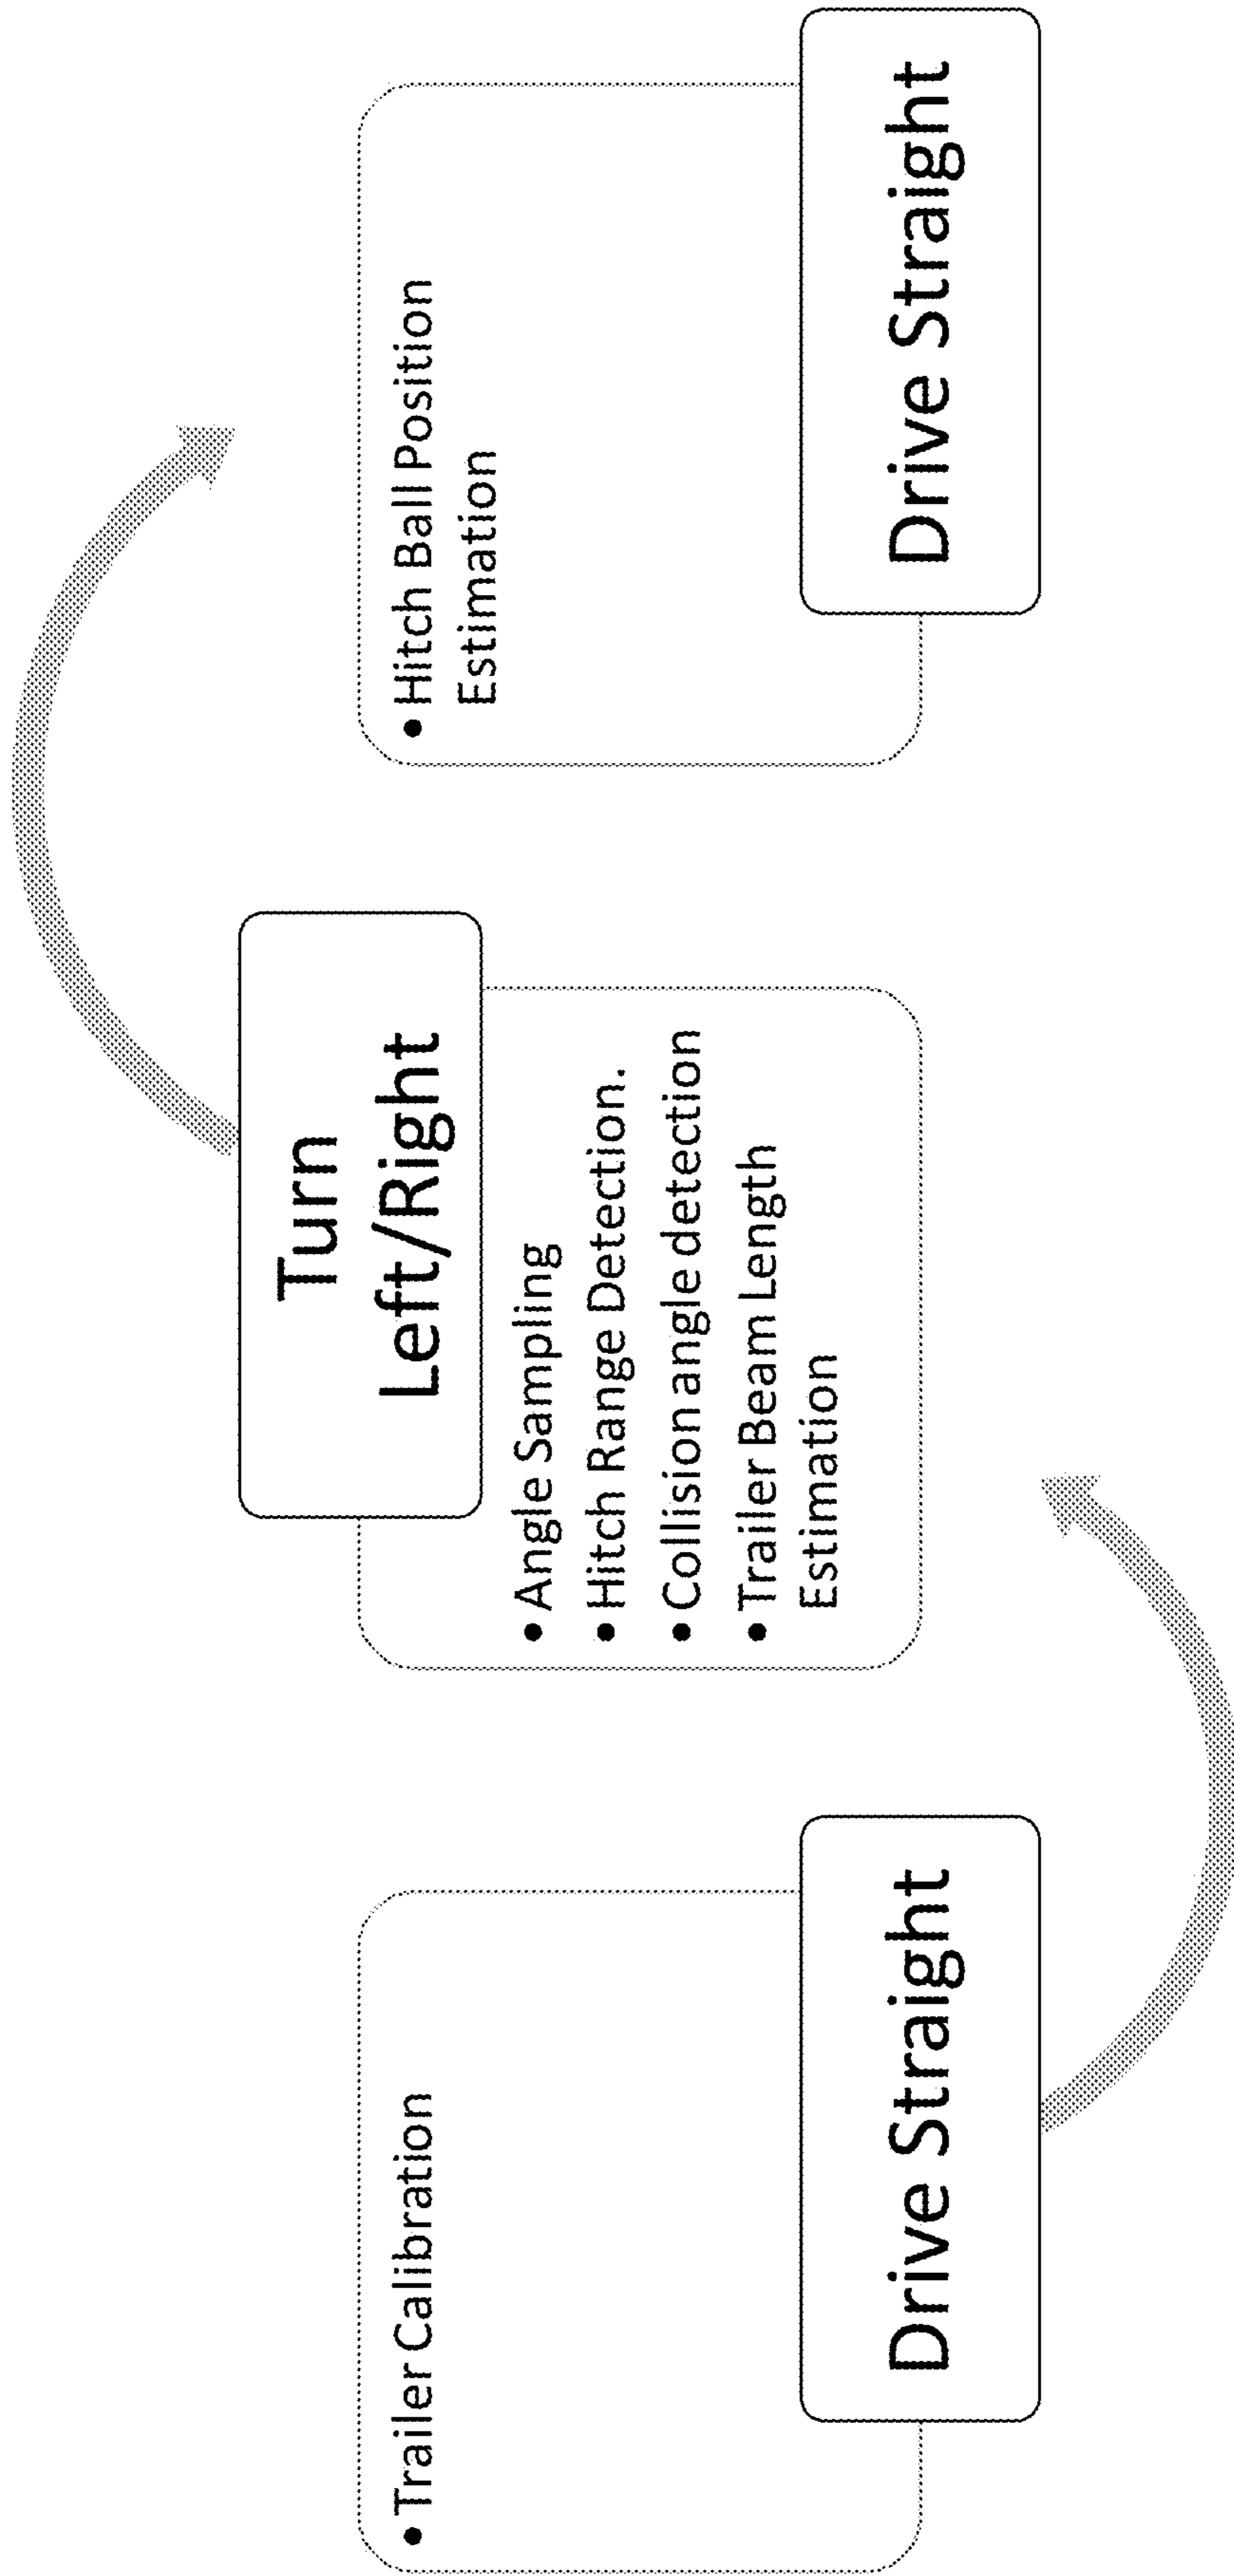 • Trailer Calibration
Drive Straight
Turn
Left/Right
• Angle Sampling
• Hitch Range Detection.
• Collision angle detection
• Trailer Beam Length
Estimation
• Hitch Ball Position
Estimation
Drive Straight